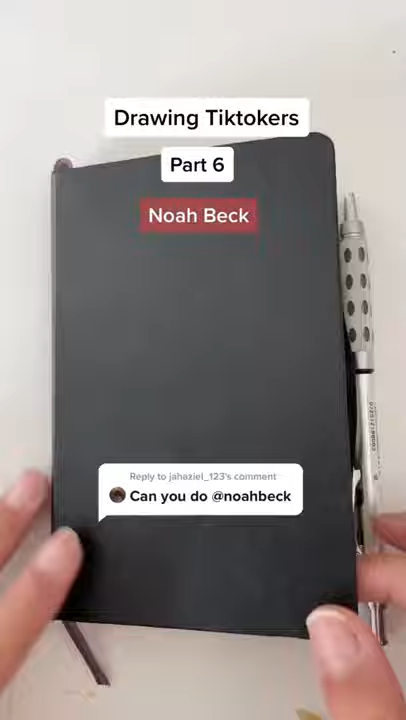 Drawing Tiktokers
Part 6
Noah Beck
Reply to jahaziel_123's comment
Can you do @noahbeck